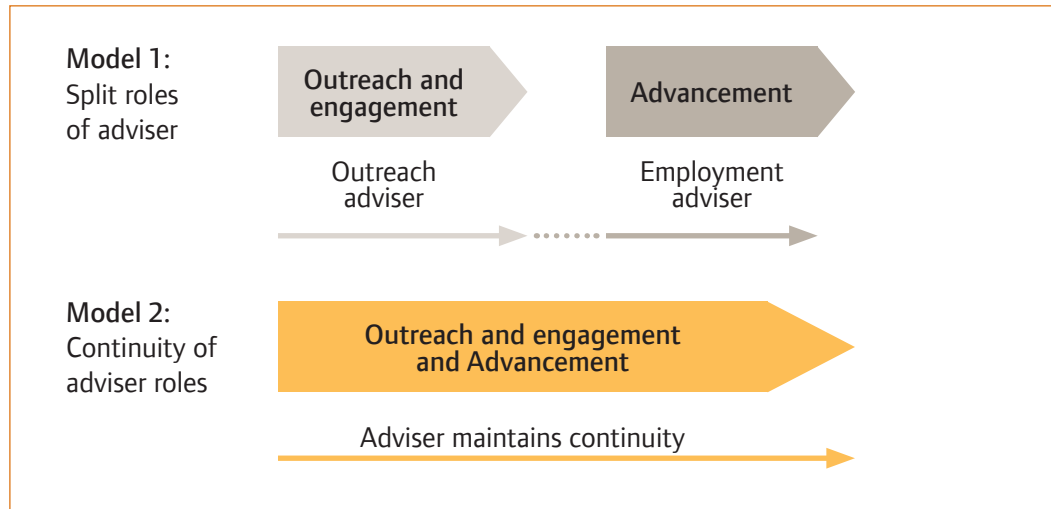 Model 1:
Split roles
of adviser
Outreach and
engagement
Advancement
Outreach
adviser
Employment
adviser
Model 2:
Continuity of
adviser roles
Outreach and engagement
and Advancement
Adviser maintains continuity